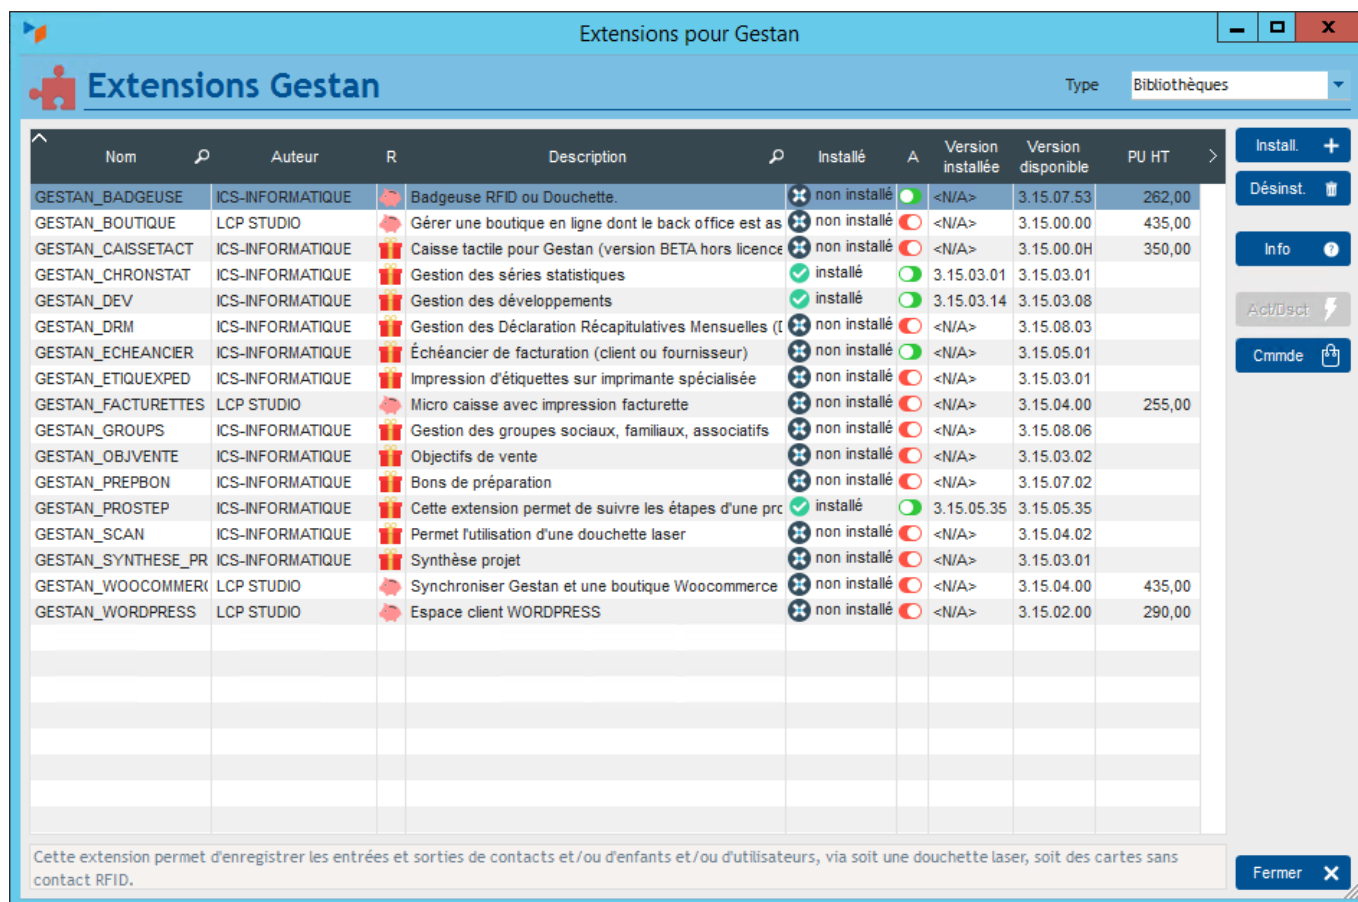 Extensions pour Gestan
Extensions Gestan
Type Bibliothèques
Nom Auteur R Description Installé A Version installée Version disponible PU HT
GESTAN_BADGEUSE ICS-INFORMATIQUE Badgeuse RFID ou Douchette. non installé <N/A> 3.15.07.53 262,00
GESTAN_BOUTIQUE LCP STUDIO Gérer une boutique en ligne dont le back office est as non installé <N/A> 3.15.00.00 435,00
GESTAN_CAISSETACT ICS-INFORMATIQUE Caisse tactile pour Gestan (version BETA hors licence non installé <N/A> 3.15.00.0H 350,00
GESTAN_CHRONSTAT ICS-INFORMATIQUE Gestion des séries statistiques installé 3.15.03.01 3.15.03.01
GESTAN_DEV ICS-INFORMATIQUE Gestion des développements installé 3.15.03.14 3.15.03.08
GESTAN_DRM ICS-INFORMATIQUE Gestion des Déclaration Récapitulatives Mensuelles (D non installé <N/A> 3.15.08.03
GESTAN_ECHEANCIER ICS-INFORMATIQUE Échéancier de facturation (client ou fournisseur) non installé <N/A> 3.15.05.01
GESTAN_ETIQUEXPED ICS-INFORMATIQUE Impression d'étiquettes sur imprimante spécialisée non installé <N/A> 3.15.03.01
GESTAN_FACTURETTES LCP STUDIO Micro caisse avec impression facturette non installé <N/A> 3.15.04.00 255,00
GESTAN_GROUPS ICS-INFORMATIQUE Gestion des groupes sociaux, familiaux, associatifs non installé <N/A> 3.15.08.06
GESTAN_OBJVENTE ICS-INFORMATIQUE Objectifs de vente non installé <N/A> 3.15.03.02
GESTAN_PREPBON ICS-INFORMATIQUE Bons de préparation non installé <N/A> 3.15.07.02
GESTAN_PROSTEP ICS-INFORMATIQUE Cette extension permet de suivre les étapes d'une pro installé 3.15.05.35 3.15.05.35
GESTAN_SCAN ICS-INFORMATIQUE Permet l'utilisation d'une douchette laser non installé <N/A> 3.15.04.02
GESTAN_SYNTHESE_PR ICS-INFORMATIQUE Synthèse projet non installé <N/A> 3.15.03.01
GESTAN_WOOCOMMERC LCP STUDIO Synchroniser Gestan et une boutique Woocommerce non installé <N/A> 3.15.04.00 435,00
GESTAN_WORDPRESS LCP STUDIO Espace client WORDPRESS non installé <N/A> 3.15.02.00 290,00
Install.
Désinst.
Info
Act/Dsct
Cmmde
Cette extension permet d'enregistrer les entrées et sorties de contacts et/ou d'enfants et/ou d'utilisateurs, via soit une douchette laser, soit des cartes sans
contact RFID.
Fermer